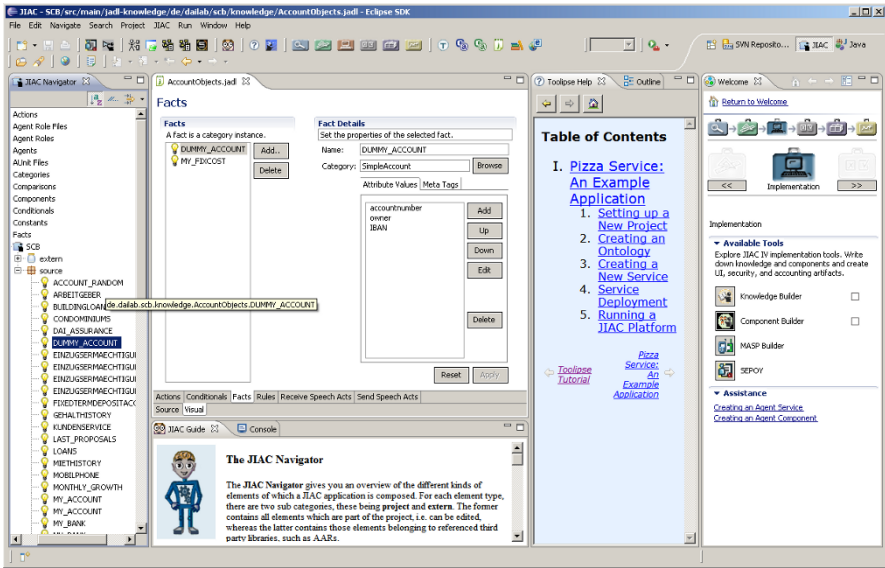 JIAC - SCB/src/main/jadl-knowledge/de/dailab/scb/knowledge/AccountObjects.jadl - Eclipse SDK
File Edit Navigate Search Project JIAC Run Window Help
SVN Reposito... JIAC Java
JIAC Navigator
Actions
Agent Role Files
Agent Roles
Agents
AUnit Files
Categories
Comparisons
Components
Conditionals
Constants
Facts
SCB
extern
source
ACCOUNT_RANDOM
ARBEITGEBER
BUILDINGLOAN
de.dailab.scb.knowledge.AccountObjects.DUMMY_ACCOUNT
CONDOMINIUMS
DAI_ASSURANCE
DUMMY_ACCOUNT
EINZUGSERMAECHTIGU
EINZUGSERMAECHTIGU
EINZUGSERMAECHTIGU
EINZUGSERMAECHTIGU
FIXEDTERMDEPOSITACC
GEHALTHISTORY
KUNDENSERVICE
LAST_PROPOSALS
LOANS
MIETHISTORY
MOBILPHONE
MONTHLY_GROWTH
MY_ACCOUNT
MY_ACCOUNT
MY_BANK
AccountObjects.jadl
Facts
Facts
A fact is a category instance.
DUMMY_ACCOUNT
MY_FIXCOST
Add..
Delete
Fact Details
Set the properties of the selected fact.
Name: DUMMY_ACCOUNT
Category: SimpleAccount Browse
Attribute Values Meta Tags
accountnumber
owner
IBAN
Add
Up
Down
Edit
Delete
Reset Apply
Actions Conditionals Facts Rules Receive Speech Acts Send Speech Acts
Source Visual
JIAC Guide Console
The JIAC Navigator
The JIAC Navigator gives you an overview of the different kinds of
elements of which a JIAC application is composed. For each element type,
there are two sub categories, these being project and extern. The former
contains all elements which are part of the project, i.e. can be edited,
whereas the latter contains those elements belonging to referenced third
party libraries, such as AARs.
Toolipse Help Outline
Table of Contents
I. Pizza Service:
An Example
Application
1. Setting up a
New Project
2. Creating an
Ontology
3. Creating a
New Service
4. Service
Deployment
5. Running a
JIAC Platform
Toolipse
Tutorial
Pizza
Service:
An
Example
Application
Welcome
Return to Welcome
<< Implementation >>
Implementation
Available Tools
Explore JIAC IV implementation tools. Write
down knowledge and components and create
UI, security, and accounting artifacts.
Knowledge Builder
Component Builder
MASP Builder
SEPOY
Assistance
Creating an Agent Service
Creating an Agent Component